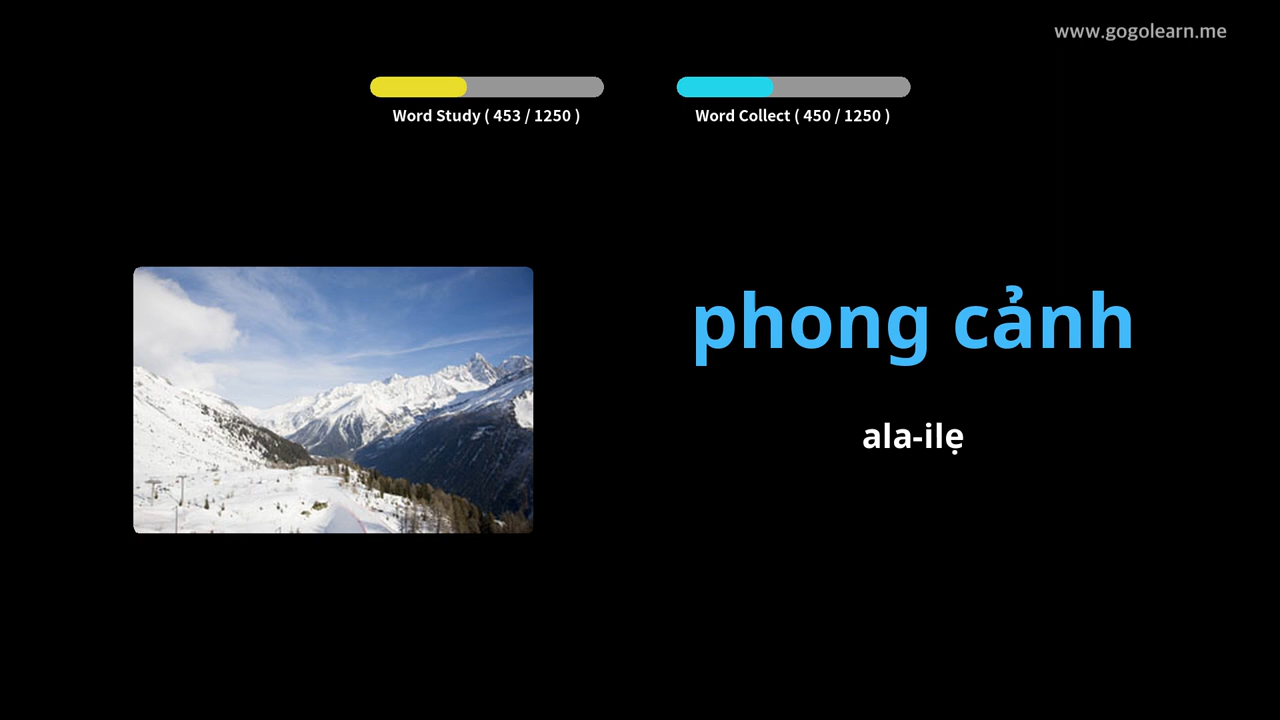 www.gogolearn.me
Word Study ( 453 / 1250 )
Word Collect ( 450 / 1250 )
phong cảnh
ala-ilẹ